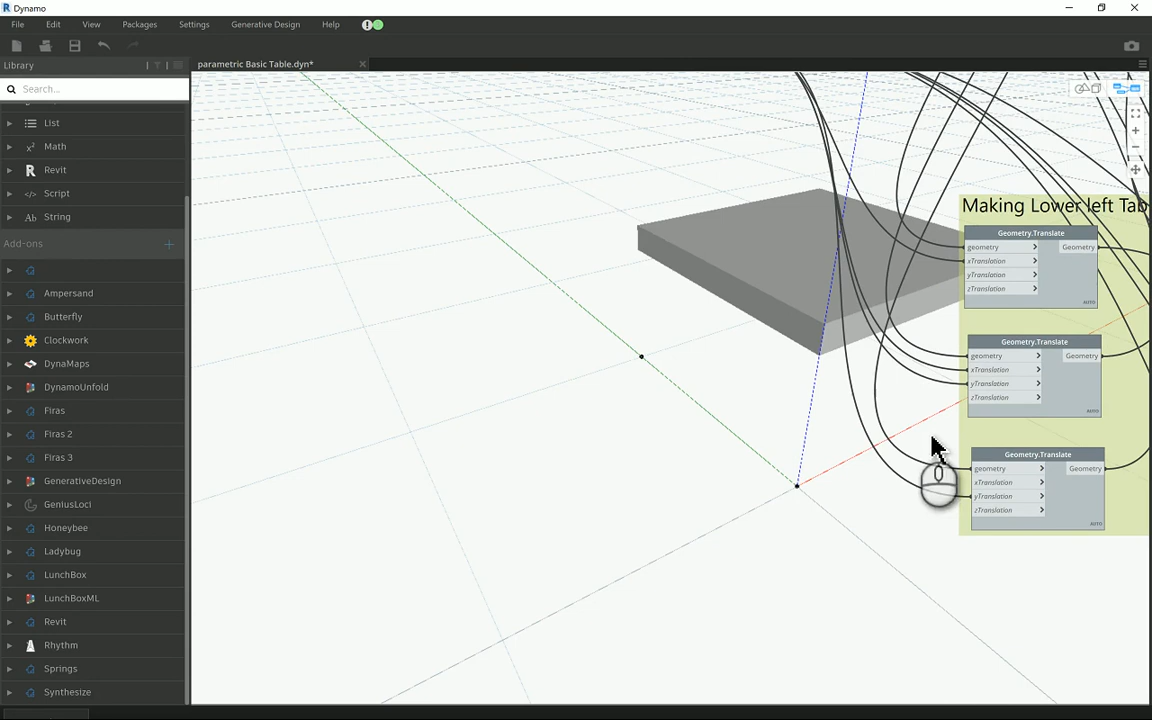 Dynamo
File Edit View Packages Settings Generative Design Help
Library
parametric Basic Table.dyn*
Search...
List
Math
Revit
Script
String
Add-ons
Ampersand
Butterfly
Clockwork
DynaMaps
DynamoUnfold
Firas
Firas 2
Firas 3
GenerativeDesign
GeniusLoci
Honeybee
Ladybug
LunchBox
LunchBoxML
Revit
Rhythm
Springs
Synthesize
Making Lower left Tab
Geometry.Translate
geometry > Geometry
xTranslation >
yTranslation >
zTranslation >
AUTO
Geometry.Translate
geometry > Geometry
xTranslation >
yTranslation >
zTranslation >
AUTO
Geometry.Translate
geometry > Geometry
xTranslation >
yTranslation >
zTranslation >
AUTO